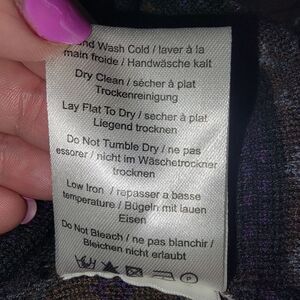 Wash Cold / laver à la
main froide / Handwäsche kalt
Dry Clean / sécher à plat
Trockenreinigung
Lay Flat To Dry / sécher à plat
Liegend trocknen
Do Not Tumble Dry / ne pas
essorer / nicht im Wäschetrockner
trocknen
Low Iron / rapasser a basse
temperature / Bügeln mit lauen
Eisen
Do Not Bleach / ne pas blanchir /
Bleichen nicht erlaubt